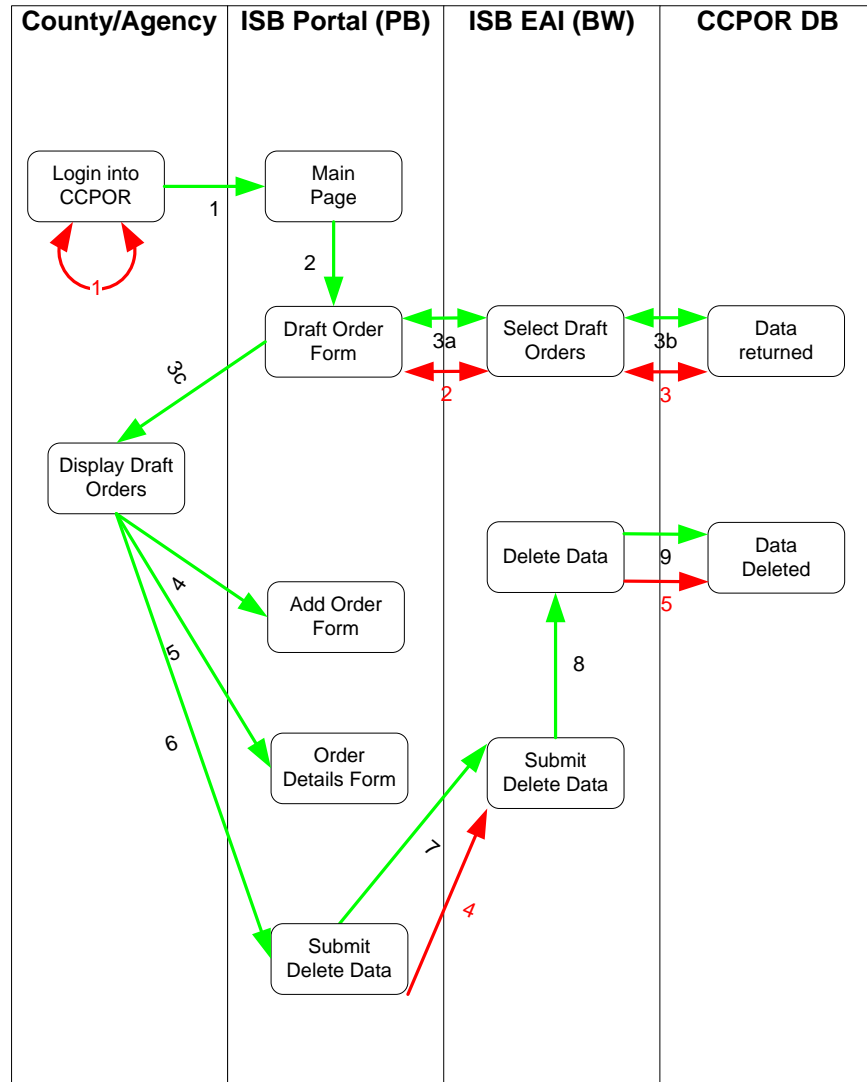 County/Agency
ISB Portal (PB)
ISB EAI (BW)
CCPOR DB
Login into
CCPOR
1
Main
Page
1
2
Draft Order
Form
3a
2
Select Draft
Orders
3b
3
Data
returned
3c
Display Draft
Orders
4
Add Order
Form
5
Order
Details Form
6
Submit
Delete Data
7
4
Submit
Delete Data
8
Delete Data
9
5
Data
Deleted